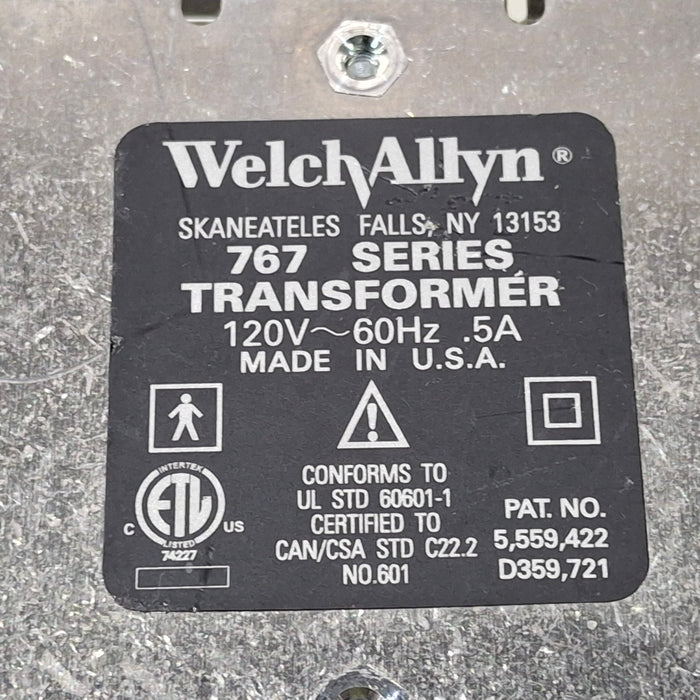 WelchAllyn®
SKANEATELES FALLS, NY 13153
767 SERIES
TRANSFORMER
120V~60Hz .5A
MADE IN U.S.A.
INTERTEK
ETL
C US
LISTED
74227
CONFORMS TO
UL STD 60601-1
CERTIFIED TO
CAN/CSA STD C22.2
NO.601
PAT. NO.
5,559,422
D359,721